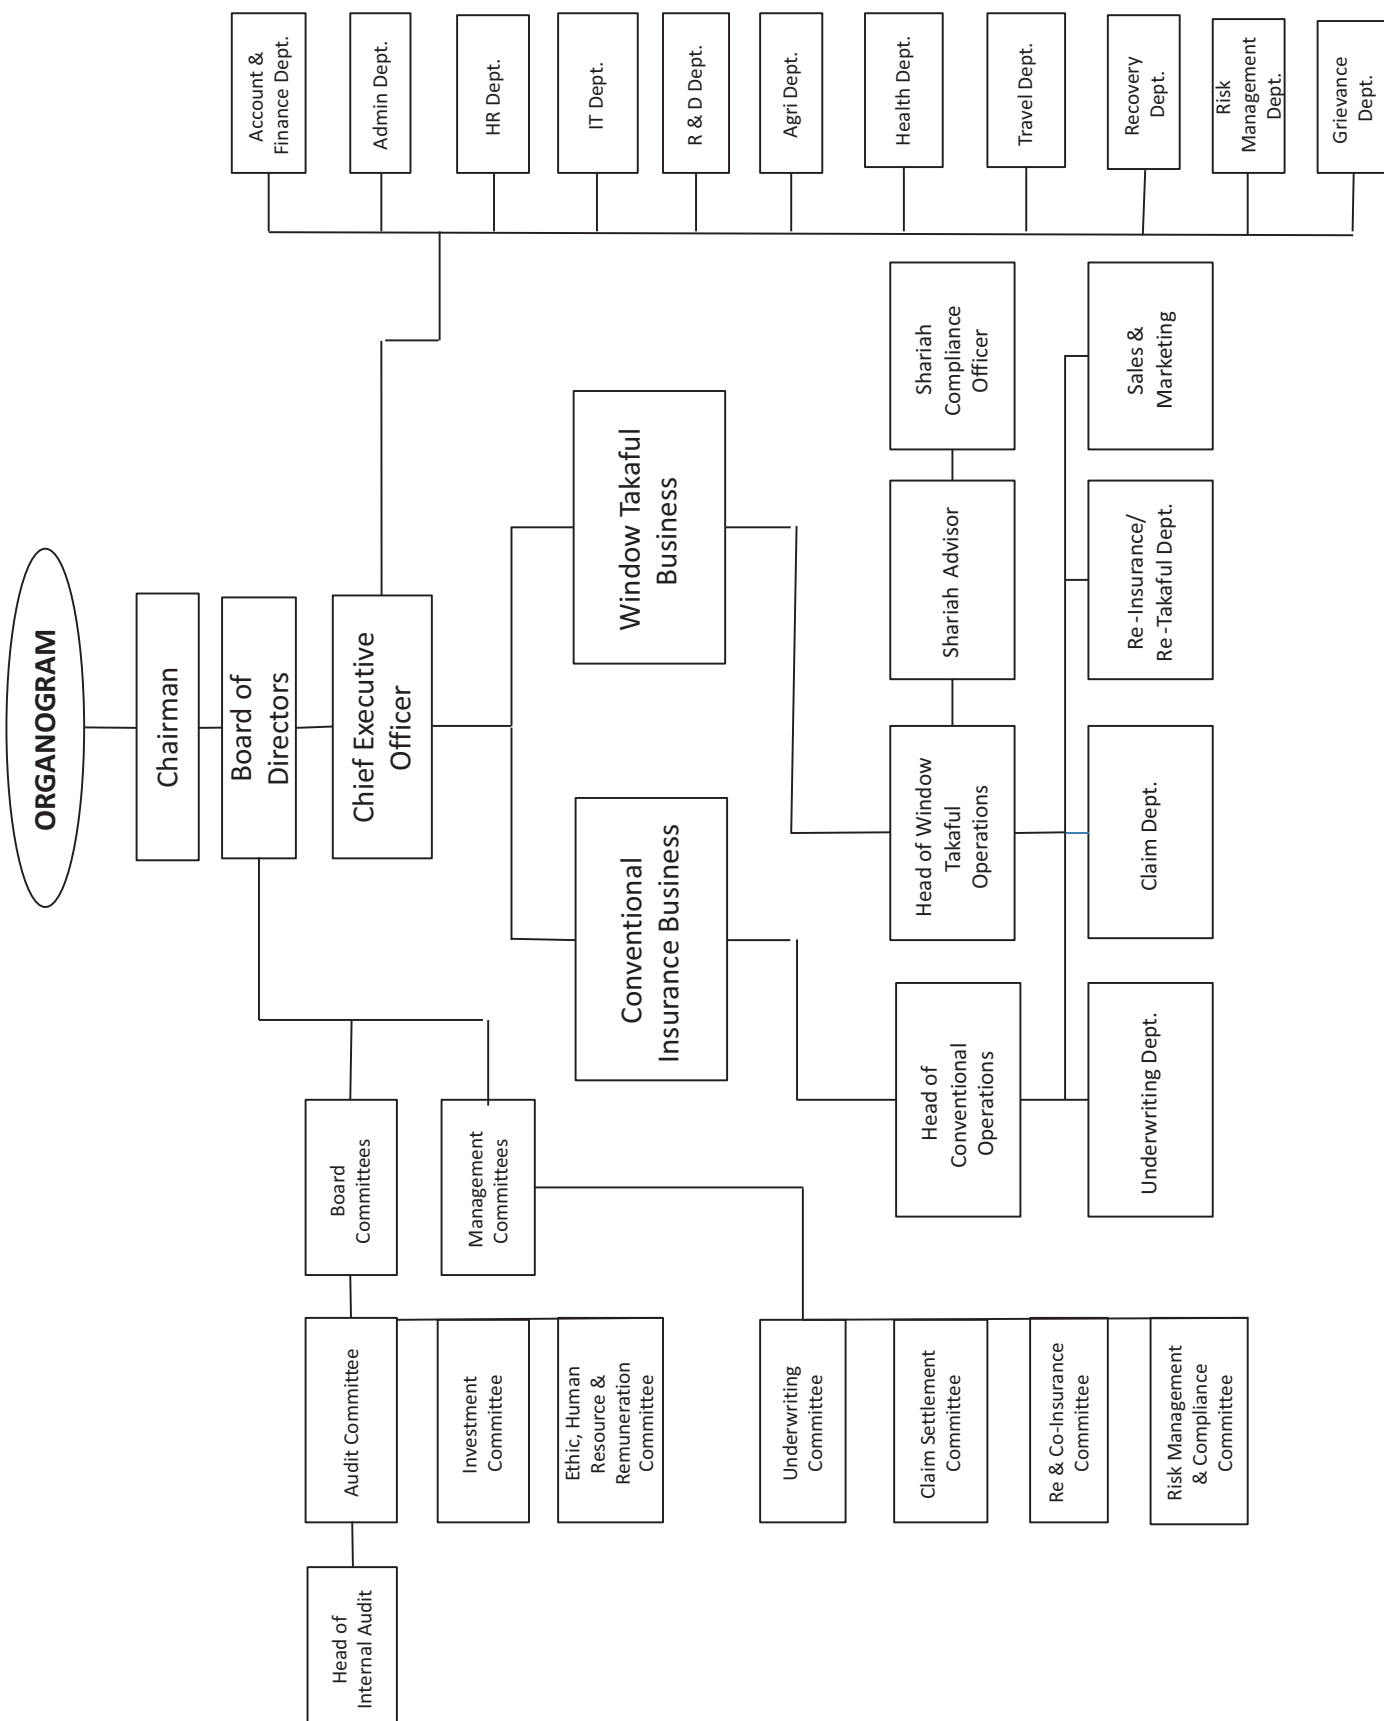 ORGANOGRAM
Chairman
Board of
Directors
Chief Executive
Officer
Head of
Internal Audit
Audit Committee
Investment
Committee
Ethic, Human
Resource &
Remuneration
Committee
Board
Committees
Management
Committees
Underwriting
Committee
Claim Settlement
Committee
Re & Co-Insurance
Committee
Risk Management
& Compliance
Committee
Conventional
Insurance Business
Window Takaful
Business
Head of
Conventional
Operations
Head of Window
Takaful
Operations
Shariah Advisor
Shariah
Compliance
Officer
Underwriting Dept.
Claim Dept.
Re -Insurance/
Re -Takaful Dept.
Sales &
Marketing
Account &
Finance Dept.
Admin Dept.
HR Dept.
IT Dept.
R & D Dept.
Agri Dept.
Health Dept.
Travel Dept.
Recovery
Dept.
Risk
Management
Dept.
Grievance
Dept.